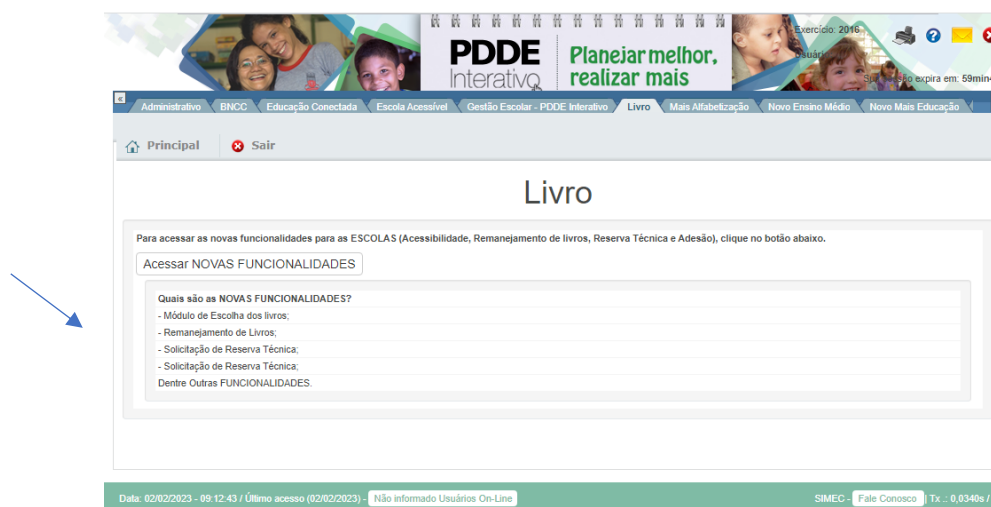 PDDE
Interativo
Planejar melhor,
realizar mais
Exercício: 2016
Usuário
expira em: 59min
Administrativo
BNCC
Educação Conectada
Escola Acessível
Gestão Escolar - PDDE Interativo
Livro
Mais Alfabetização
Novo Ensino Médio
Novo Mais Educação
Principal
Sair
Livro
Para acessar as novas funcionalidades para as ESCOLAS (Acessibilidade, Remanejamento de livros, Reserva Técnica e Adesão), clique no botão abaixo.
Acessar NOVAS FUNCIONALIDADES
Quais são as NOVAS FUNCIONALIDADES?
- Módulo de Escolha dos livros;
- Remanejamento de Livros;
- Solicitação de Reserva Técnica;
- Solicitação de Reserva Técnica;
Dentre Outras FUNCIONALIDADES.
Data: 02/02/2023 - 09:12:43 / Último acesso (02/02/2023) - Não informado Usuários On-Line
SIMEC - Fale Conosco | Tx .: 0,0340s /